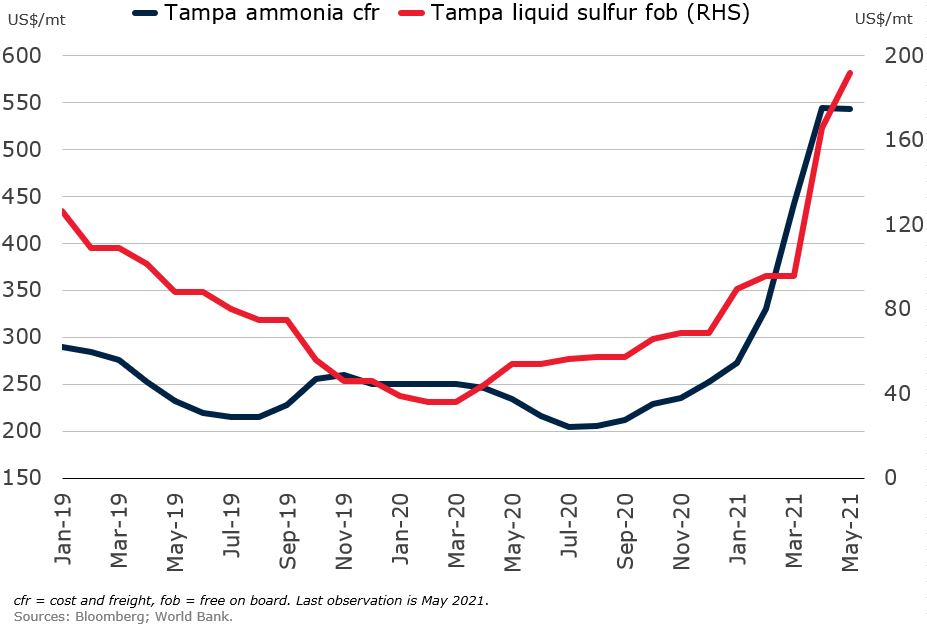 US$/mt
Tampa ammonia cfr
Tampa liquid sulfur fob (RHS)
US$/mt
600
550
500
450
400
350
300
250
200
150
200
160
120
80
40
0
Jan-19
Mar-19
May-19
Jul-19
Sep-19
Nov-19
Jan-20
Mar-20
May-20
Jul-20
Sep-20
Nov-20
Jan-21
Mar-21
May-21
cfr = cost and freight, fob = free on board. Last observation is May 2021.
Sources: Bloomberg; World Bank.